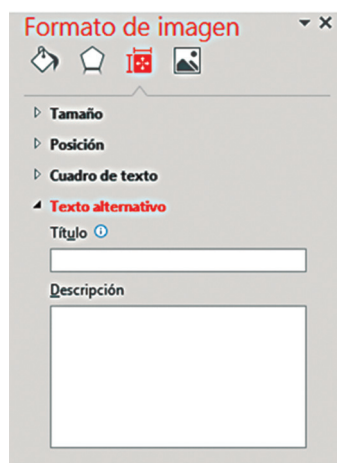 Formato de imagen
Tamaño
Posición
Cuadro de texto
Texto alternativo
Título
Descripción